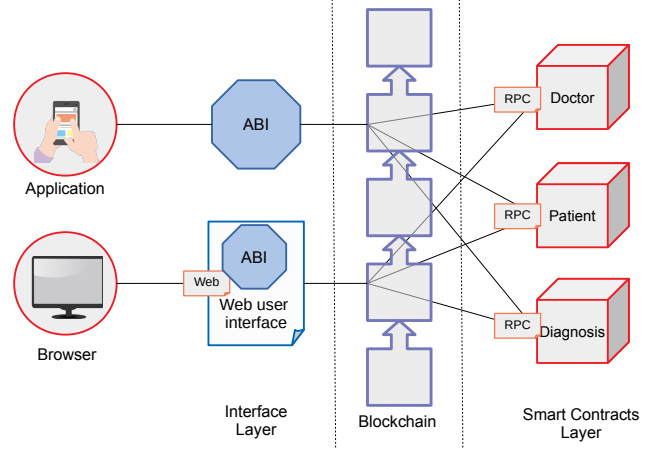 ABI
RPC
Doctor
Application
RPC
Patient
ABI
Web
Web user
interface
RPC
Diagnosis
Browser
Interface
Layer
Blockchain
Smart Contracts
Layer